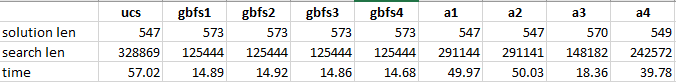 ucs gbfs1 gbfs2 gbfs3 gbfs4 a1 a2 a3 a4
solution len 547 573 573 573 573 547 547 570 549
search len 328869 125444 125444 125444 125444 291144 291141 148182 242572
time 57.02 14.89 14.92 14.86 14.68 49.97 50.03 18.36 39.78